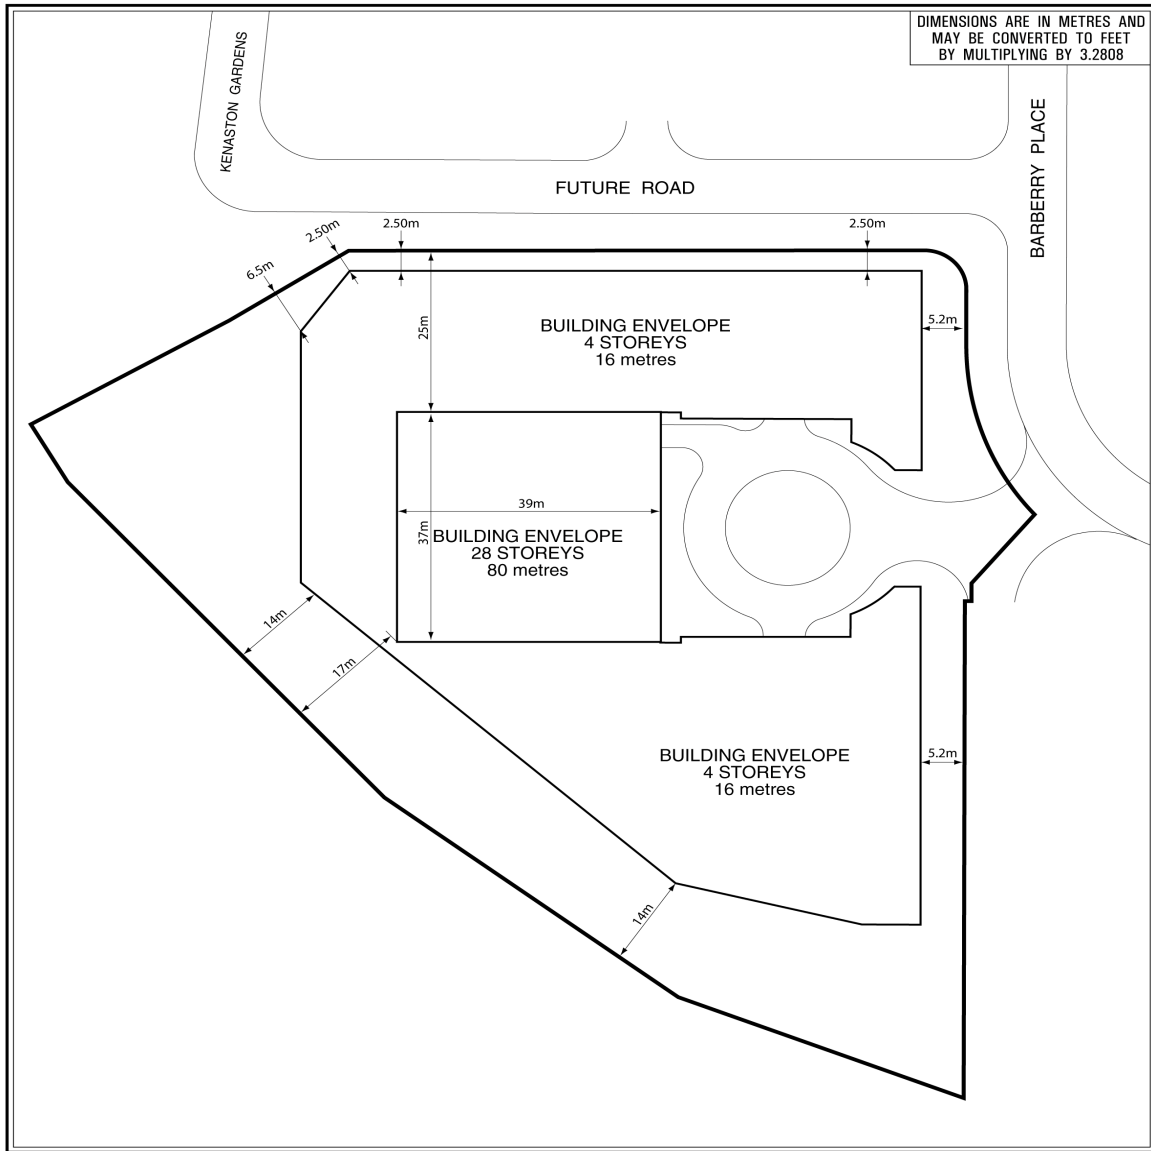 DIMENSIONS ARE IN METRES AND
MAY BE CONVERTED TO FEET
BY MULTIPLYING BY 3.2808
KENASTON GARDENS
BARBERRY PLACE
FUTURE ROAD
2.50m
2.50m
2.50m
6.5m
25m
BUILDING ENVELOPE
4 STOREYS
16 metres
5.2m
39m
37m
BUILDING ENVELOPE
28 STOREYS
80 metres
14m
17m
BUILDING ENVELOPE
4 STOREYS
16 metres
5.2m
14m